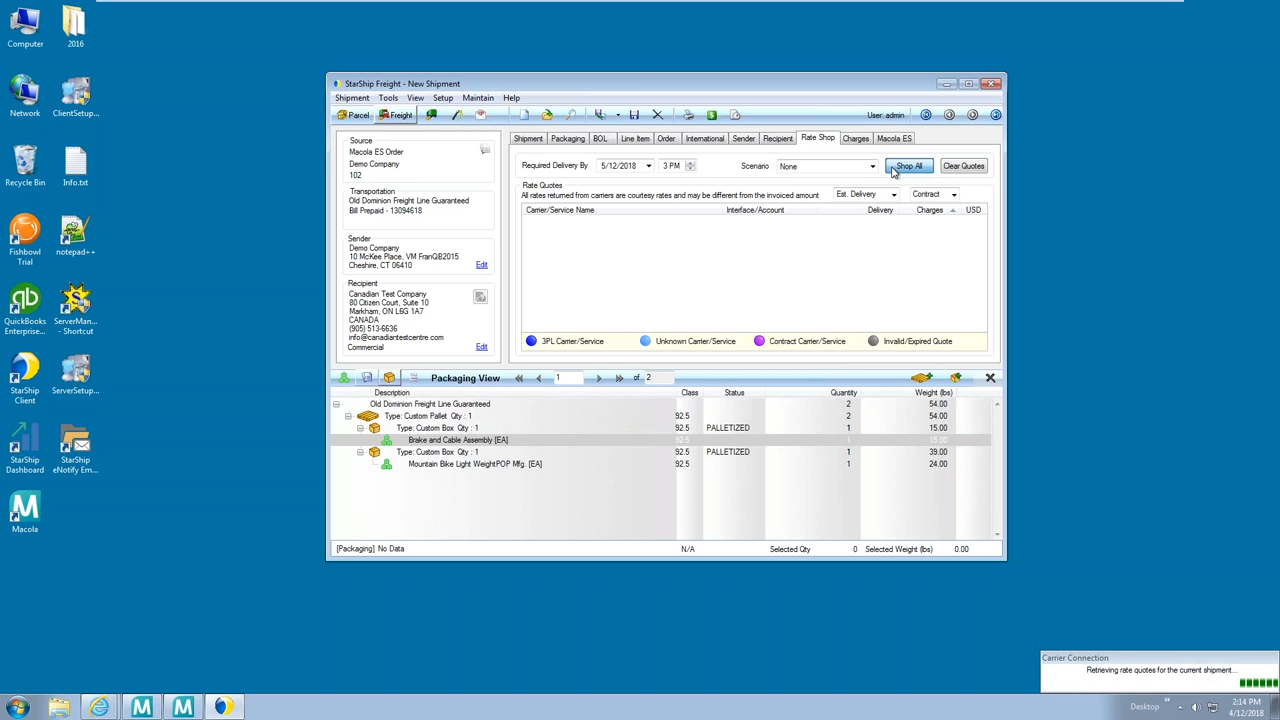 Computer
2016
Network
ClientSetup...
Recycle Bin
Info.txt
Fishbowl
Trial
notepad++
QuickBooks
Enterprise...
ServerMan...
- Shortcut
StarShip
Client
ServerSetup...
StarShip
Dashboard
StarShip
eNotify Em...
Macola
StarShip Freight - New Shipment
Shipment Tools View Setup Maintain Help
Parcel Freight User: admin
Source
Macola ES Order
Demo Company
102
Transportation
Old Dominion Freight Line Guaranteed
Bill Prepaid - 13094618
Sender
Demo Company
10 McKee Place, VM FranQB2015
Cheshire, CT 06410
Edit
Recipient
Canadian Test Company
80 Citizen Court, Suite 10
Markham, ON L6G 1A7
CANADA
(905) 513-6636
info@canadiantestcentre.com
Commercial
Edit
Shipment Packaging BOL Line Item Order International Sender Recipient Rate Shop Charges Macola ES
Required Delivery By 5/12/2018 3 PM Scenario None Shop All Clear Quotes
Rate Quotes
All rates returned from carriers are courtesy rates and may be different from the invoiced amount Est. Delivery Contract
Carrier/Service Name Interface/Account Delivery Charges USD
3PL Carrier/Service Unknown Carrier/Service Contract Carrier/Service Invalid/Expired Quote
Packaging View 1 of 2
Description Class Status Quantity Weight (lbs)
Old Dominion Freight Line Guaranteed 2 54.00
Type: Custom Pallet Qty : 1 92.5 2 54.00
Type: Custom Box Qty : 1 92.5 PALLETIZED 1 15.00
Brake and Cable Assembly [EA] 92.5 1 15.00
Type: Custom Box Qty : 1 92.5 PALLETIZED 1 39.00
Mountain Bike Light WeightPOP Mfg. [EA] 92.5 1 24.00
[Packaging] No Data N/A Selected Qty 0 Selected Weight (lbs) 0.00
Carrier Connection
Retrieving rate quotes for the current shipment...
Desktop
2:14 PM
4/12/2018